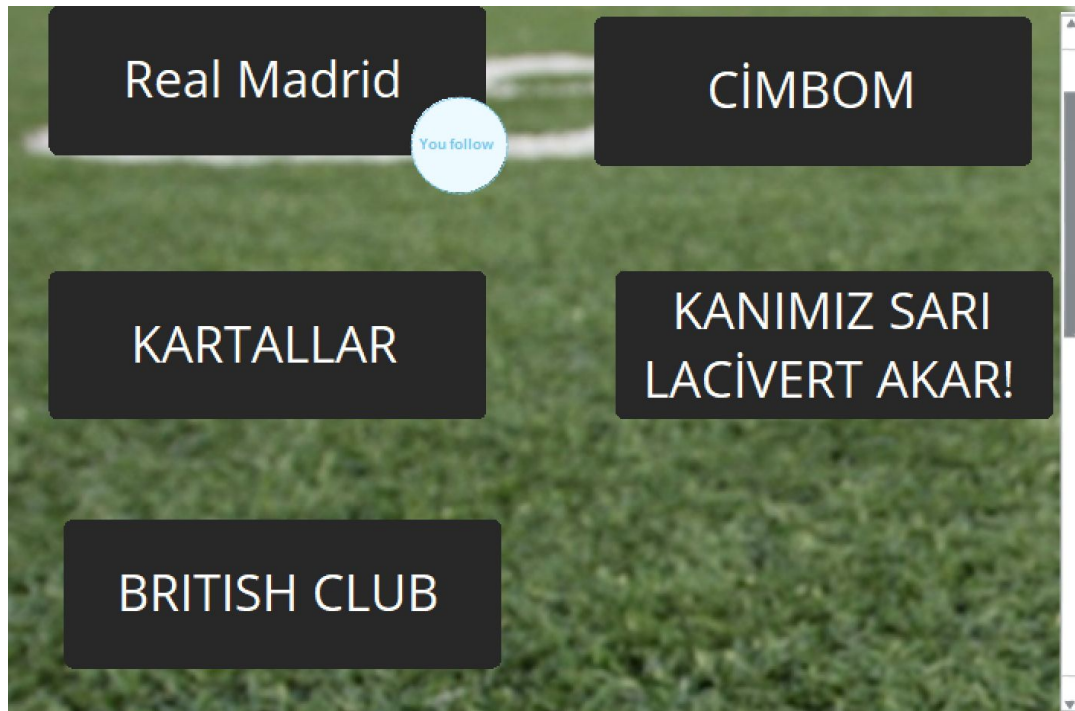 Real Madrid
You follow
CİMBOM
KARTALLAR
KANIMIZ SARI
LACİVERT AKAR!
BRITISH CLUB